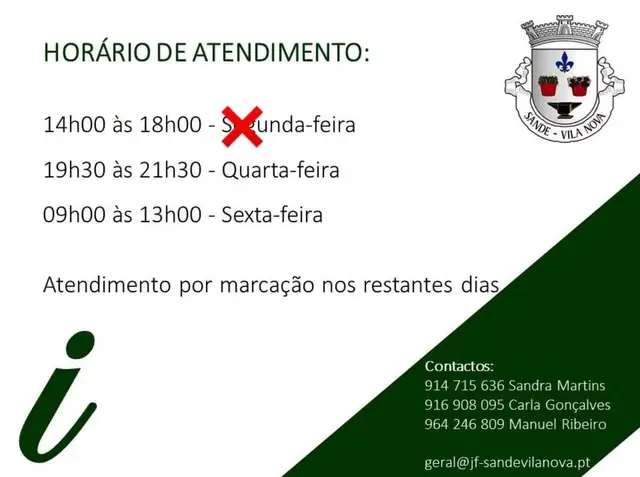 HORÁRIO DE ATENDIMENTO:
14h00 às 18h00 - Segunda-feira
19h30 às 21h30 - Quarta-feira
09h00 às 13h00 - Sexta-feira
Atendimento por marcação nos restantes dias
SANDE - VILA NOVA
Contactos:
914 715 636 Sandra Martins
916 908 095 Carla Gonçalves
964 246 809 Manuel Ribeiro
geral@jf-sandevilanova.pt
i